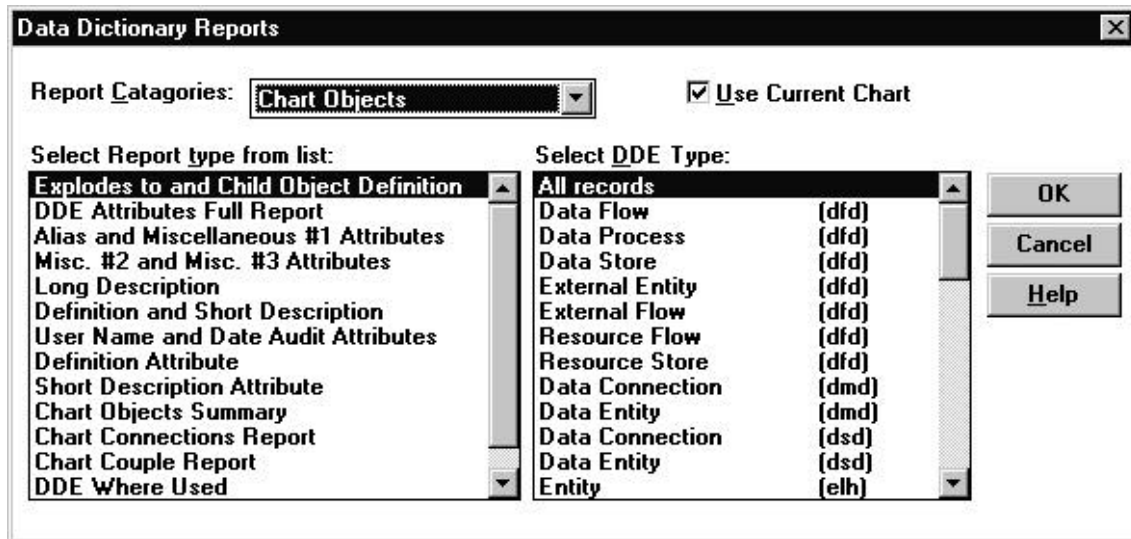 Data Dictionary Reports
Report Catagories: Chart Objects Use Current Chart
Select Report type from list:
Explodes to and Child Object Definition
DDE Attributes Full Report
Alias and Miscellaneous #1 Attributes
Misc. #2 and Misc. #3 Attributes
Long Description
Definition and Short Description
User Name and Date Audit Attributes
Definition Attribute
Short Description Attribute
Chart Objects Summary
Chart Connections Report
Chart Couple Report
DDE Where Used
Select DDE Type:
All records
Data Flow (dfd)
Data Process (dfd)
Data Store (dfd)
External Entity (dfd)
External Flow (dfd)
Resource Flow (dfd)
Resource Store (dfd)
Data Connection (dmd)
Data Entity (dmd)
Data Connection (dsd)
Data Entity (dsd)
Entity (elh)
OK
Cancel
Help